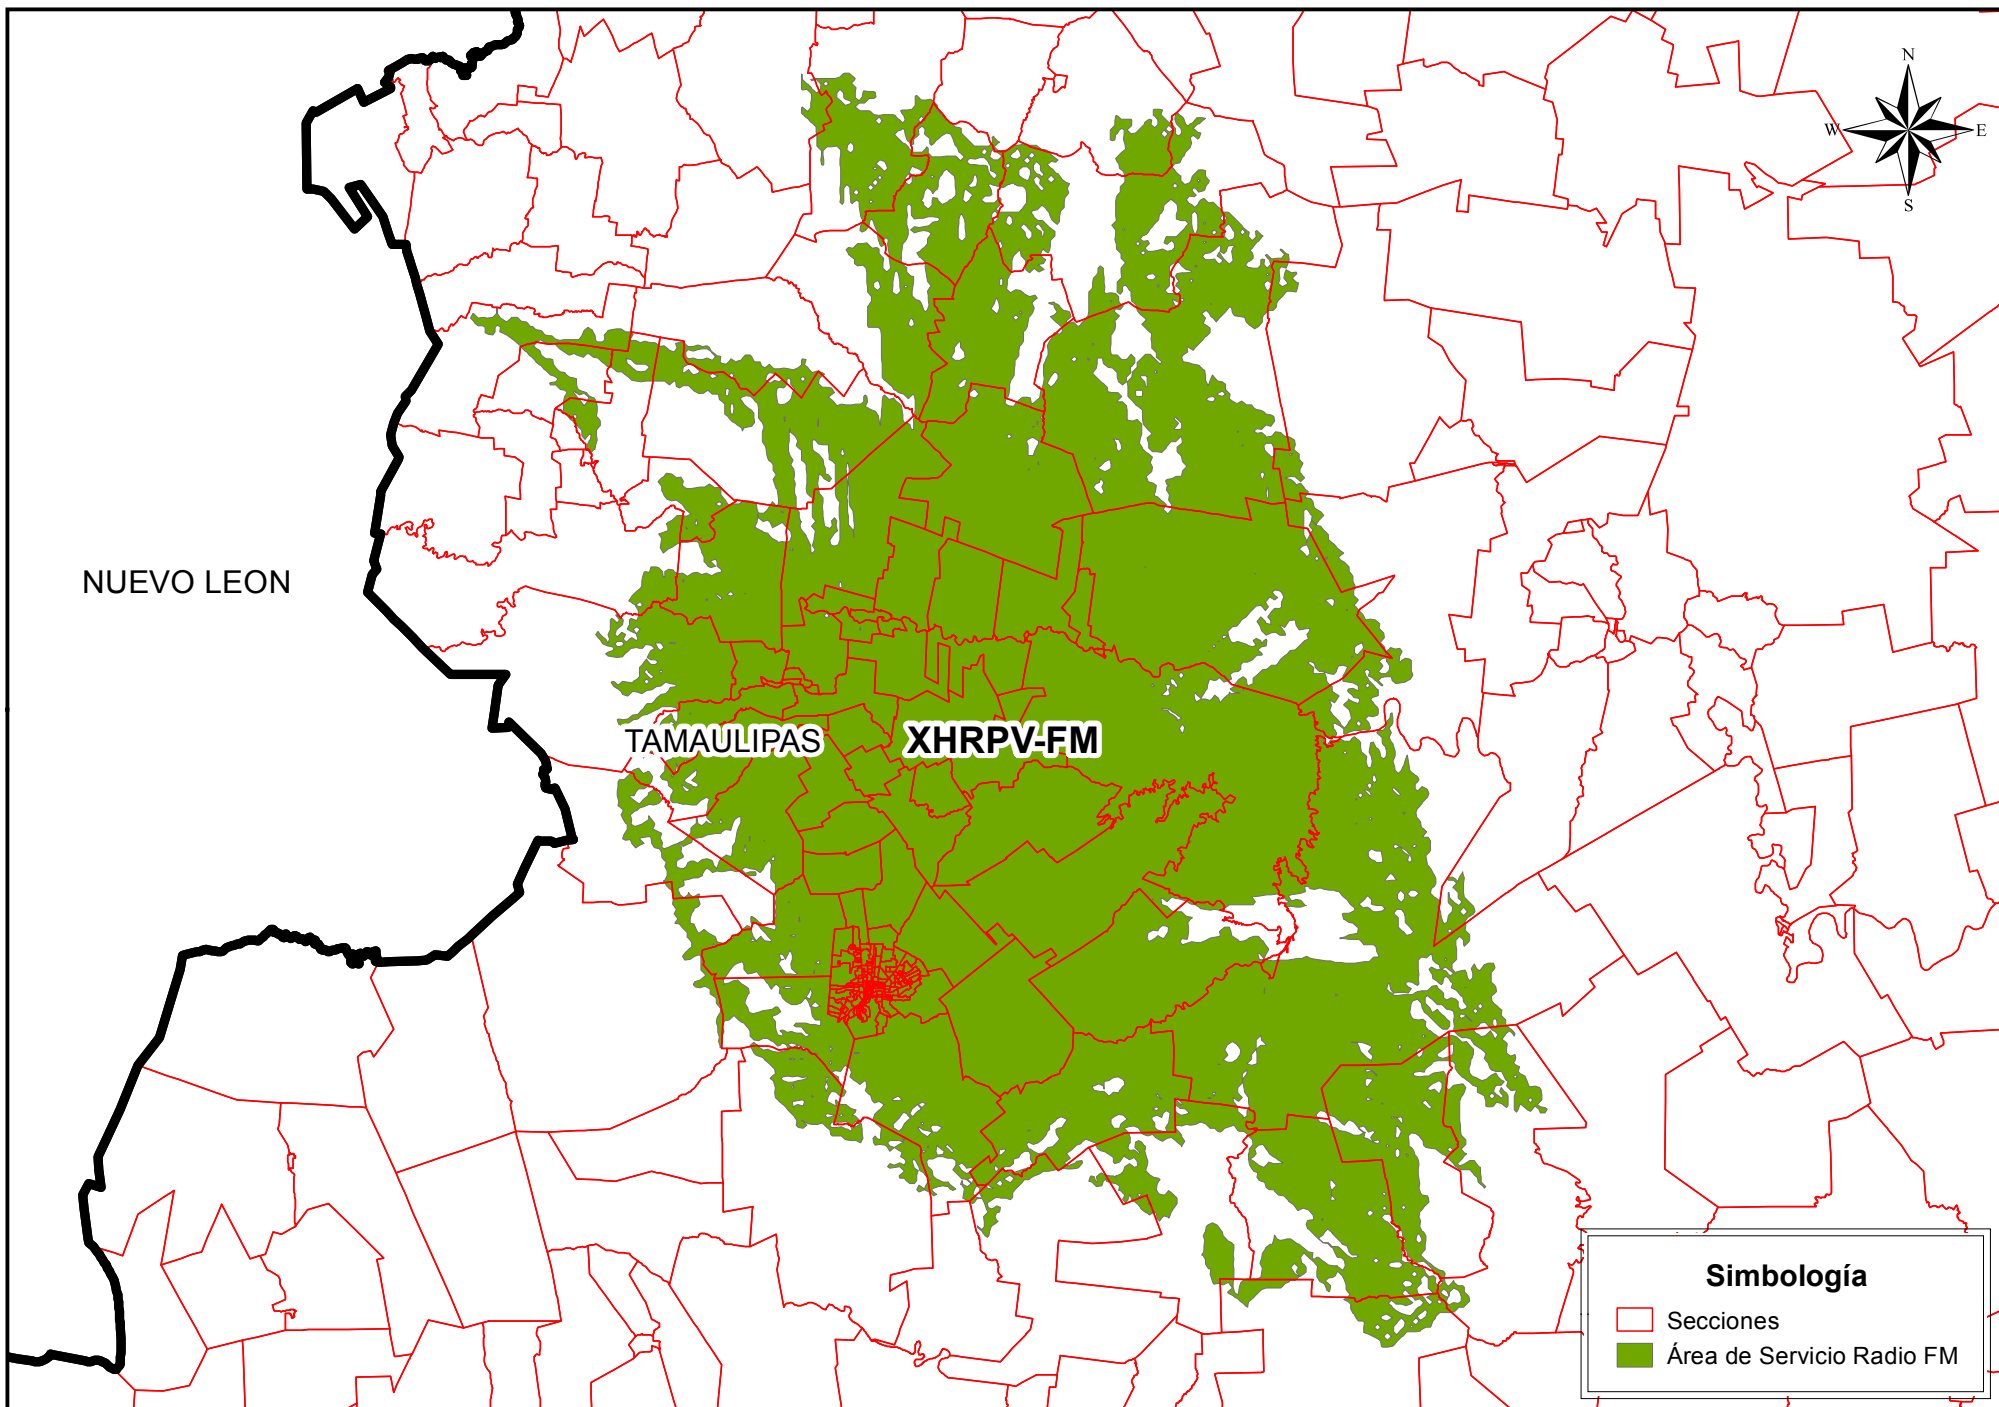 N
W E
S
NUEVO LEON
TAMAULIPAS
XHRPV-FM
Simbología
Secciones
Área de Servicio Radio FM